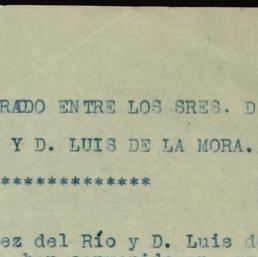 RADO ENTRE LOS SRES. D
Y D. LUIS DE LA MORA.
*************
ez del Río y D. Luis d